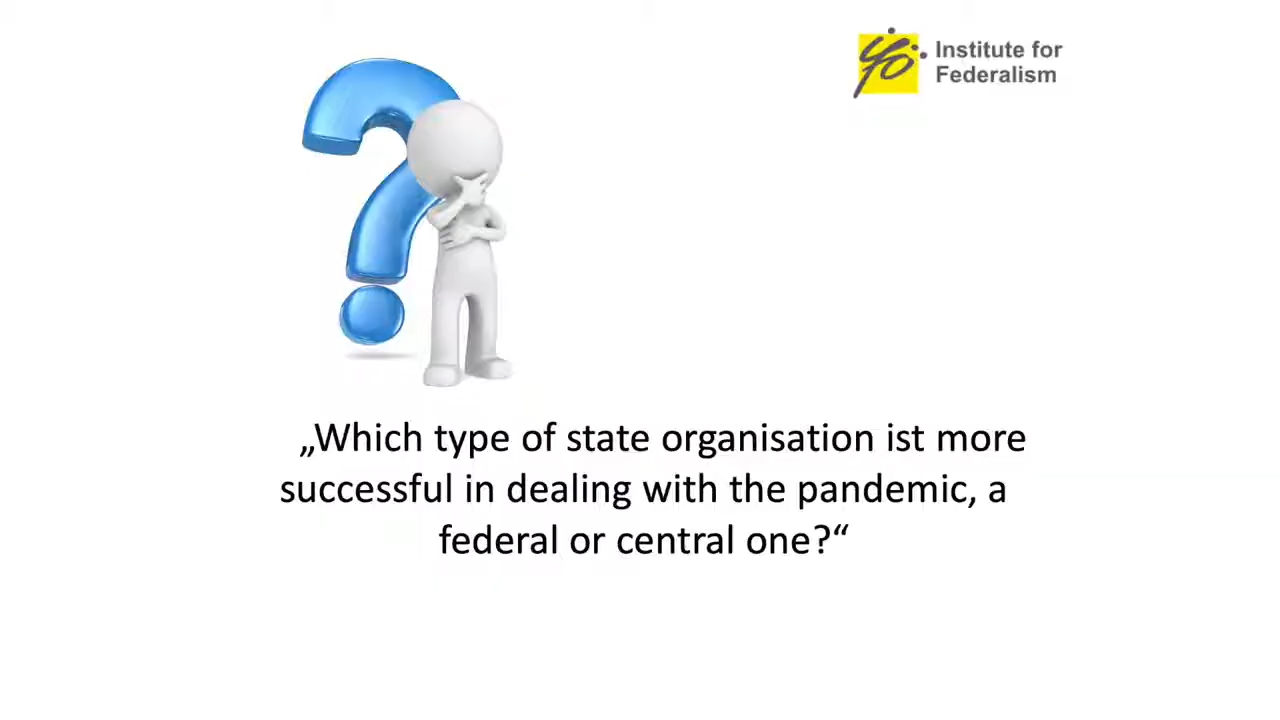 Institute for
Federalism
„Which type of state organisation ist more
successful in dealing with the pandemic, a
federal or central one?“